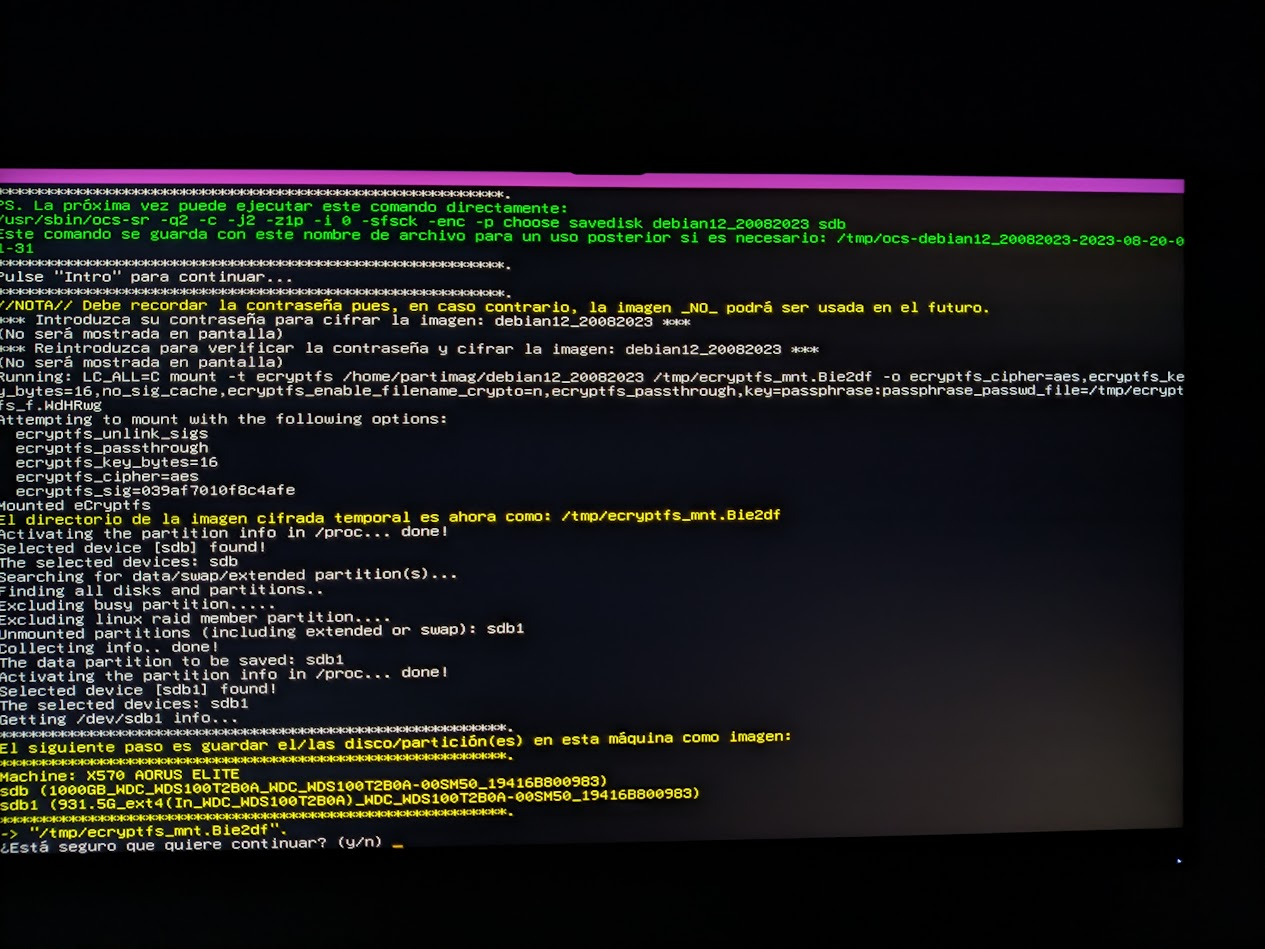 ****************************************************.
PS. La próxima vez puede ejecutar este comando directamente:
/usr/sbin/ocs-sr -q2 -c -j2 -z1p -i 0 -sfsck -enc -p choose savedisk debian12_20082023 sdb
Este comando se guarda con este nombre de archivo para un uso posterior si es necesario: /tmp/ocs-debian12_20082023-2023-08-20-0
1-31
****************************************************.
Pulse "Intro" para continuar...
****************************************************.
//NOTA// Debe recordar la contraseña pues, en caso contrario, la imagen _NO_ podrá ser usada en el futuro.
*** Introduzca su contraseña para cifrar la imagen: debian12_20082023 ***
(No será mostrada en pantalla)
*** Reintroduzca para verificar la contraseña y cifrar la imagen: debian12_20082023 ***
(No será mostrada en pantalla)
Running: LC_ALL=C mount -t ecryptfs /home/partimag/debian12_20082023 /tmp/ecryptfs_mnt.Bie2df -o ecryptfs_cipher=aes,ecryptfs_ke
y_bytes=16,no_sig_cache,ecryptfs_enable_filename_crypto=n,ecryptfs_passthrough,key=passphrase:passphrase_passwd_file=/tmp/ecrypt
fs_f.WdHRwg
Attempting to mount with the following options:
  ecryptfs_unlink_sigs
  ecryptfs_passthrough
  ecryptfs_key_bytes=16
  ecryptfs_cipher=aes
  ecryptfs_sig=039af7010f8c4afe
Mounted eCryptfs
El directorio de la imagen cifrada temporal es ahora como: /tmp/ecryptfs_mnt.Bie2df
Activating the partition info in /proc... done!
Selected device [sdb] found!
The selected devices: sdb
Searching for data/swap/extended partition(s)...
Finding all disks and partitions..
Excluding busy partition.....
Excluding linux raid member partition....
Unmounted partitions (including extended or swap): sdb1
Collecting info.. done!
The data partition to be saved: sdb1
Activating the partition info in /proc... done!
Selected device [sdb1] found!
The selected devices: sdb1
Getting /dev/sdb1 info...
****************************************************.
El siguiente paso es guardar el/las disco/partición(es) en esta máquina como imagen:
****************************************************.
Machine: X570 AORUS ELITE
sdb (1000GB_WDC_WDS100T2B0A_WDC_WDS100T2B0A-00SM50_19416B800983)
sdb1 (931.5G_ext4(In_WDC_WDS100T2B0A)_WDC_WDS100T2B0A-00SM50_19416B800983)
****************************************************.
-> "/tmp/ecryptfs_mnt.Bie2df".
¿Está seguro que quiere continuar? (y/n) _